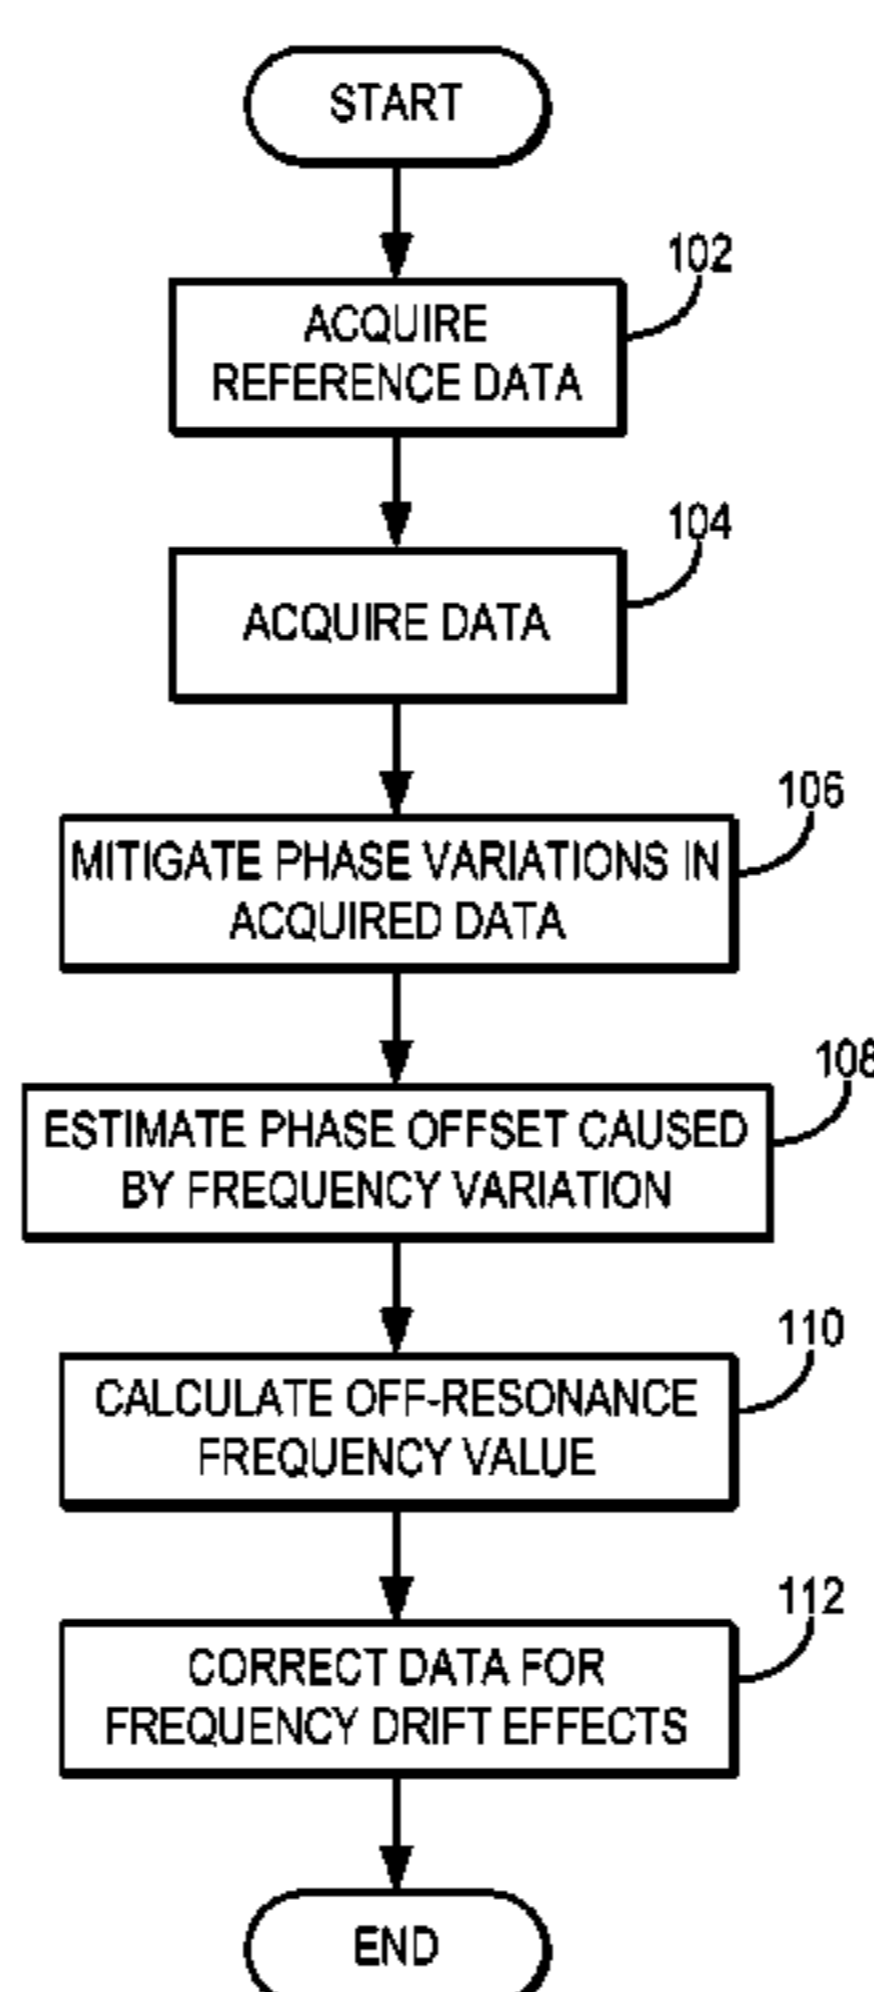 START
102
ACQUIRE
REFERENCE DATA
104
ACQUIRE DATA
106
MITIGATE PHASE VARIATIONS IN
ACQUIRED DATA
108
ESTIMATE PHASE OFFSET CAUSED
BY FREQUENCY VARIATION
110
CALCULATE OFF-RESONANCE
FREQUENCY VALUE
112
CORRECT DATA FOR
FREQUENCY DRIFT EFFECTS
END